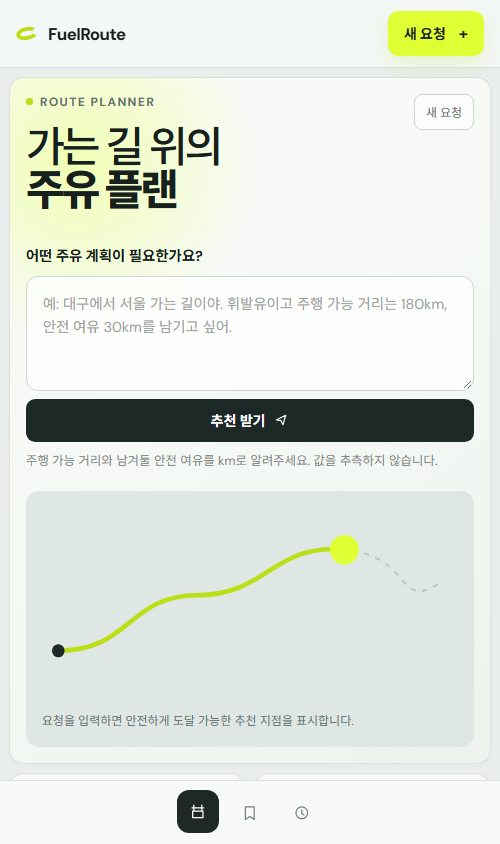 FuelRoute
새 요청 +
ROUTE PLANNER
새 요청
가는 길 위의
주유 플랜
어떤 주유 계획이 필요한가요?
예: 대구에서 서울 가는 길이야. 휘발유이고 주행 가능 거리는 180km,
안전 여유 30km를 남기고 싶어.
추천 받기
주행 가능 거리와 남겨둘 안전 여유를 km로 알려주세요. 값을 추측하지 않습니다.
요청을 입력하면 안전하게 도달 가능한 추천 지점을 표시합니다.